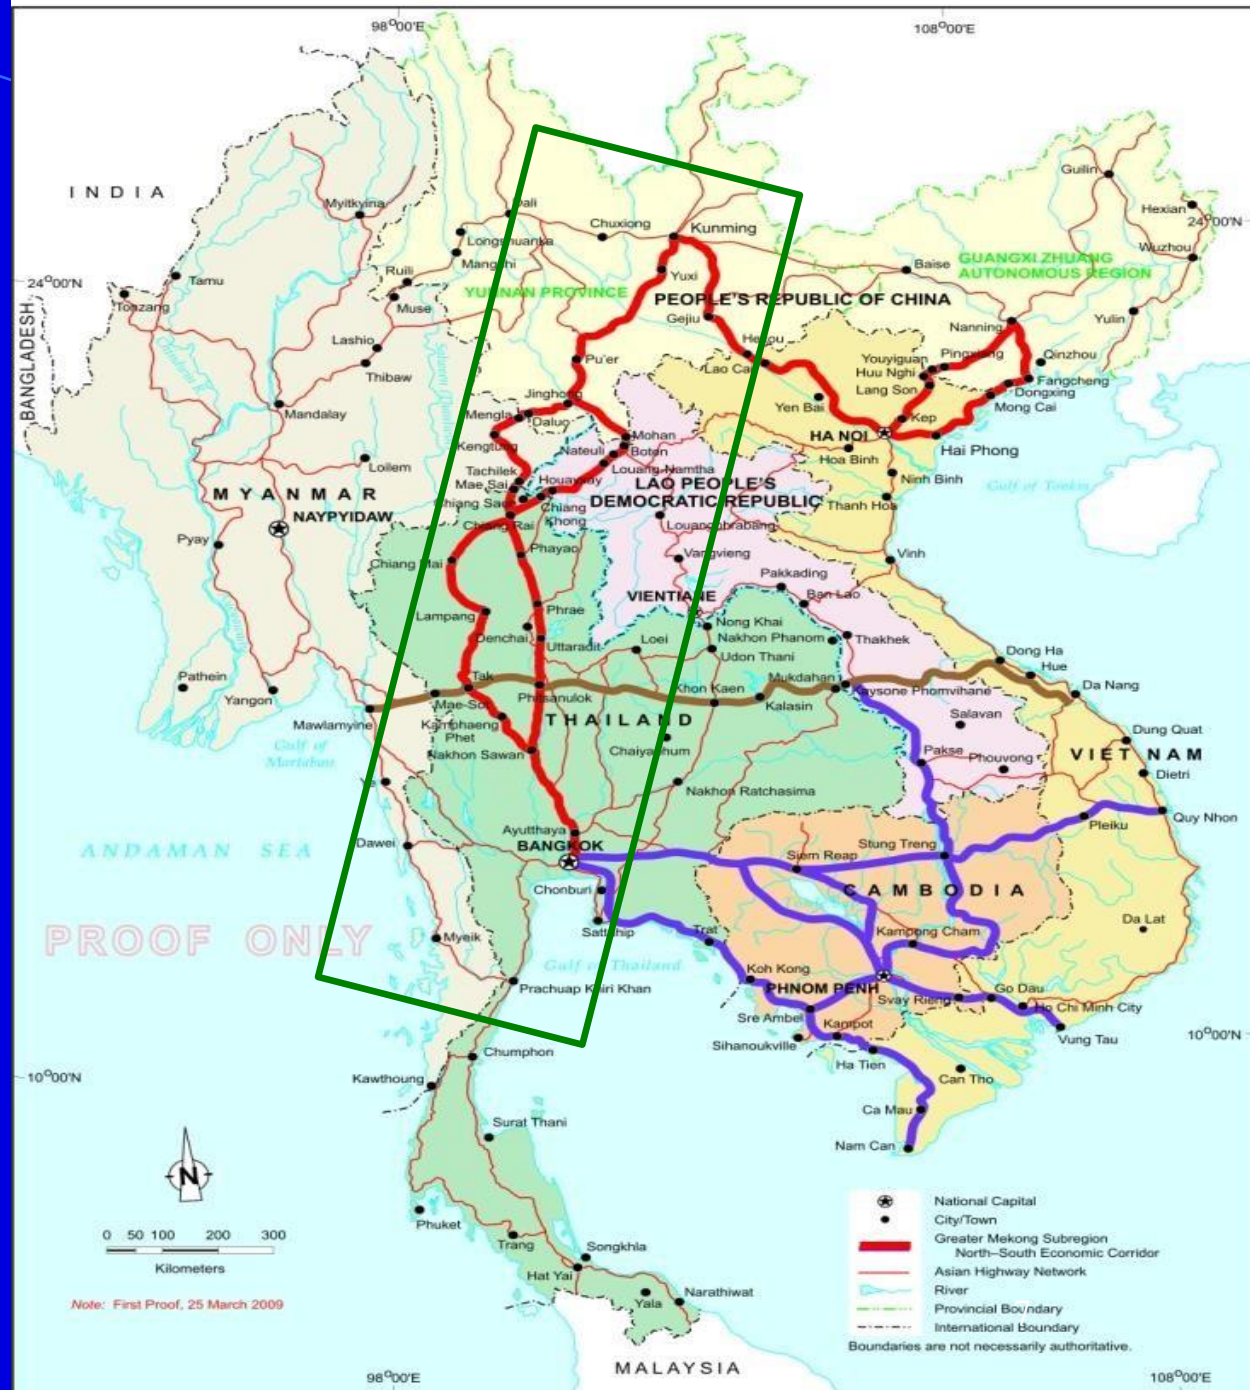 98°00'E
108°00'E
INDIA
Myitkyina
Dali
Chuxiong
Kunming
Guilin
Hexian
24°00'N
Longshuanka
Mangshi
Wuzhou
Tamu
Ruili
Yuxi
Baise
GUANGXI ZHUANG
AUTONOMOUS REGION
24°00'N
Tonzang
Muse
YUNNAN PROVINCE
PEOPLE'S REPUBLIC OF CHINA
BANGLADESH
Gejiu
Nanning
Yulin
Lashio
Hekou
Lao Cai
Youyiguan
Pingxiang
Qinzhou
Thibaw
Pu'er
Huu Nghi
Lang Son
Fangcheng
Dongxing
Mong Cai
Mandalay
Jinghong
Yen Bai
Mengla
Daluo
Kep
Kengtung
Mohan
HA NOI
Hai Phong
Loilem
Nateuil
Boten
Hoa Binh
Tachilek
Louang Namtha
Mae Sai
Houayxay
LAO PEOPLE'S
DEMOCRATIC REPUBLIC
Ninh Binh
Gulf of Tonkin
MYANMAR
NAYPYIDAW
Chiang Saen
Chiang
Khong
Thanh Hoa
Chiang Rai
Louangphrabang
Pyay
Phayao
Vangvieng
Vinh
Chiang Mai
Pakkading
VIENTIANE
Ban Lao
Lampang
Phrae
Nong Khai
Denchai
Uttaradit
Loei
Nakhon Phanom
Thakhek
Udon Thani
Dong Ha
Hue
Pathein
Yangon
Tak
Mae-Sot
Phitsanulok
Khon Kaen
Mukdahan
Kaysone Phomvihane
Da Nang
Mawlamyine
Kalasin
Kamphaeng
Phet
THAILAND
Salavan
Gulf of
Martaban
Nakhon Sawan
Chaiyaphum
Pakse
Phouvong
Dung Quat
VIET NAM
Ye
Dietri
Nakhon Ratchasima
Ayutthaya
Pleiku
Quy Nhon
ANDAMAN SEA
Dawei
BANGKOK
Siem Reap
Stung Treng
Chonburi
CAMBODIA
PROOF ONLY
Myeik
Sattahip
Trat
Kampong Cham
Da Lat
Gulf of Thailand
Koh Kong
PHNOM PENH
Prachuap Kiri Khan
Svay Rieng
Go Dau
Ho Chi Minh City
Sre Ambel
Kampot
Vung Tau
10°00'N
Sihanoukville
Chumphon
Ha Tien
Can Tho
10°00'N
Kawthoung
Ca Mau
Surat Thani
Nam Can
N
Phuket
0 50 100 200 300
Kilometers
Trang
Songkhla
Hat Yai
Yala
Narathiwat
Note: First Proof, 25 March 2009
National Capital
City/Town
Greater Mekong Subregion
North–South Economic Corridor
Asian Highway Network
River
Provincial Boundary
International Boundary
Boundaries are not necessarily authoritative.
MALAYSIA
98°00'E
108°00'E